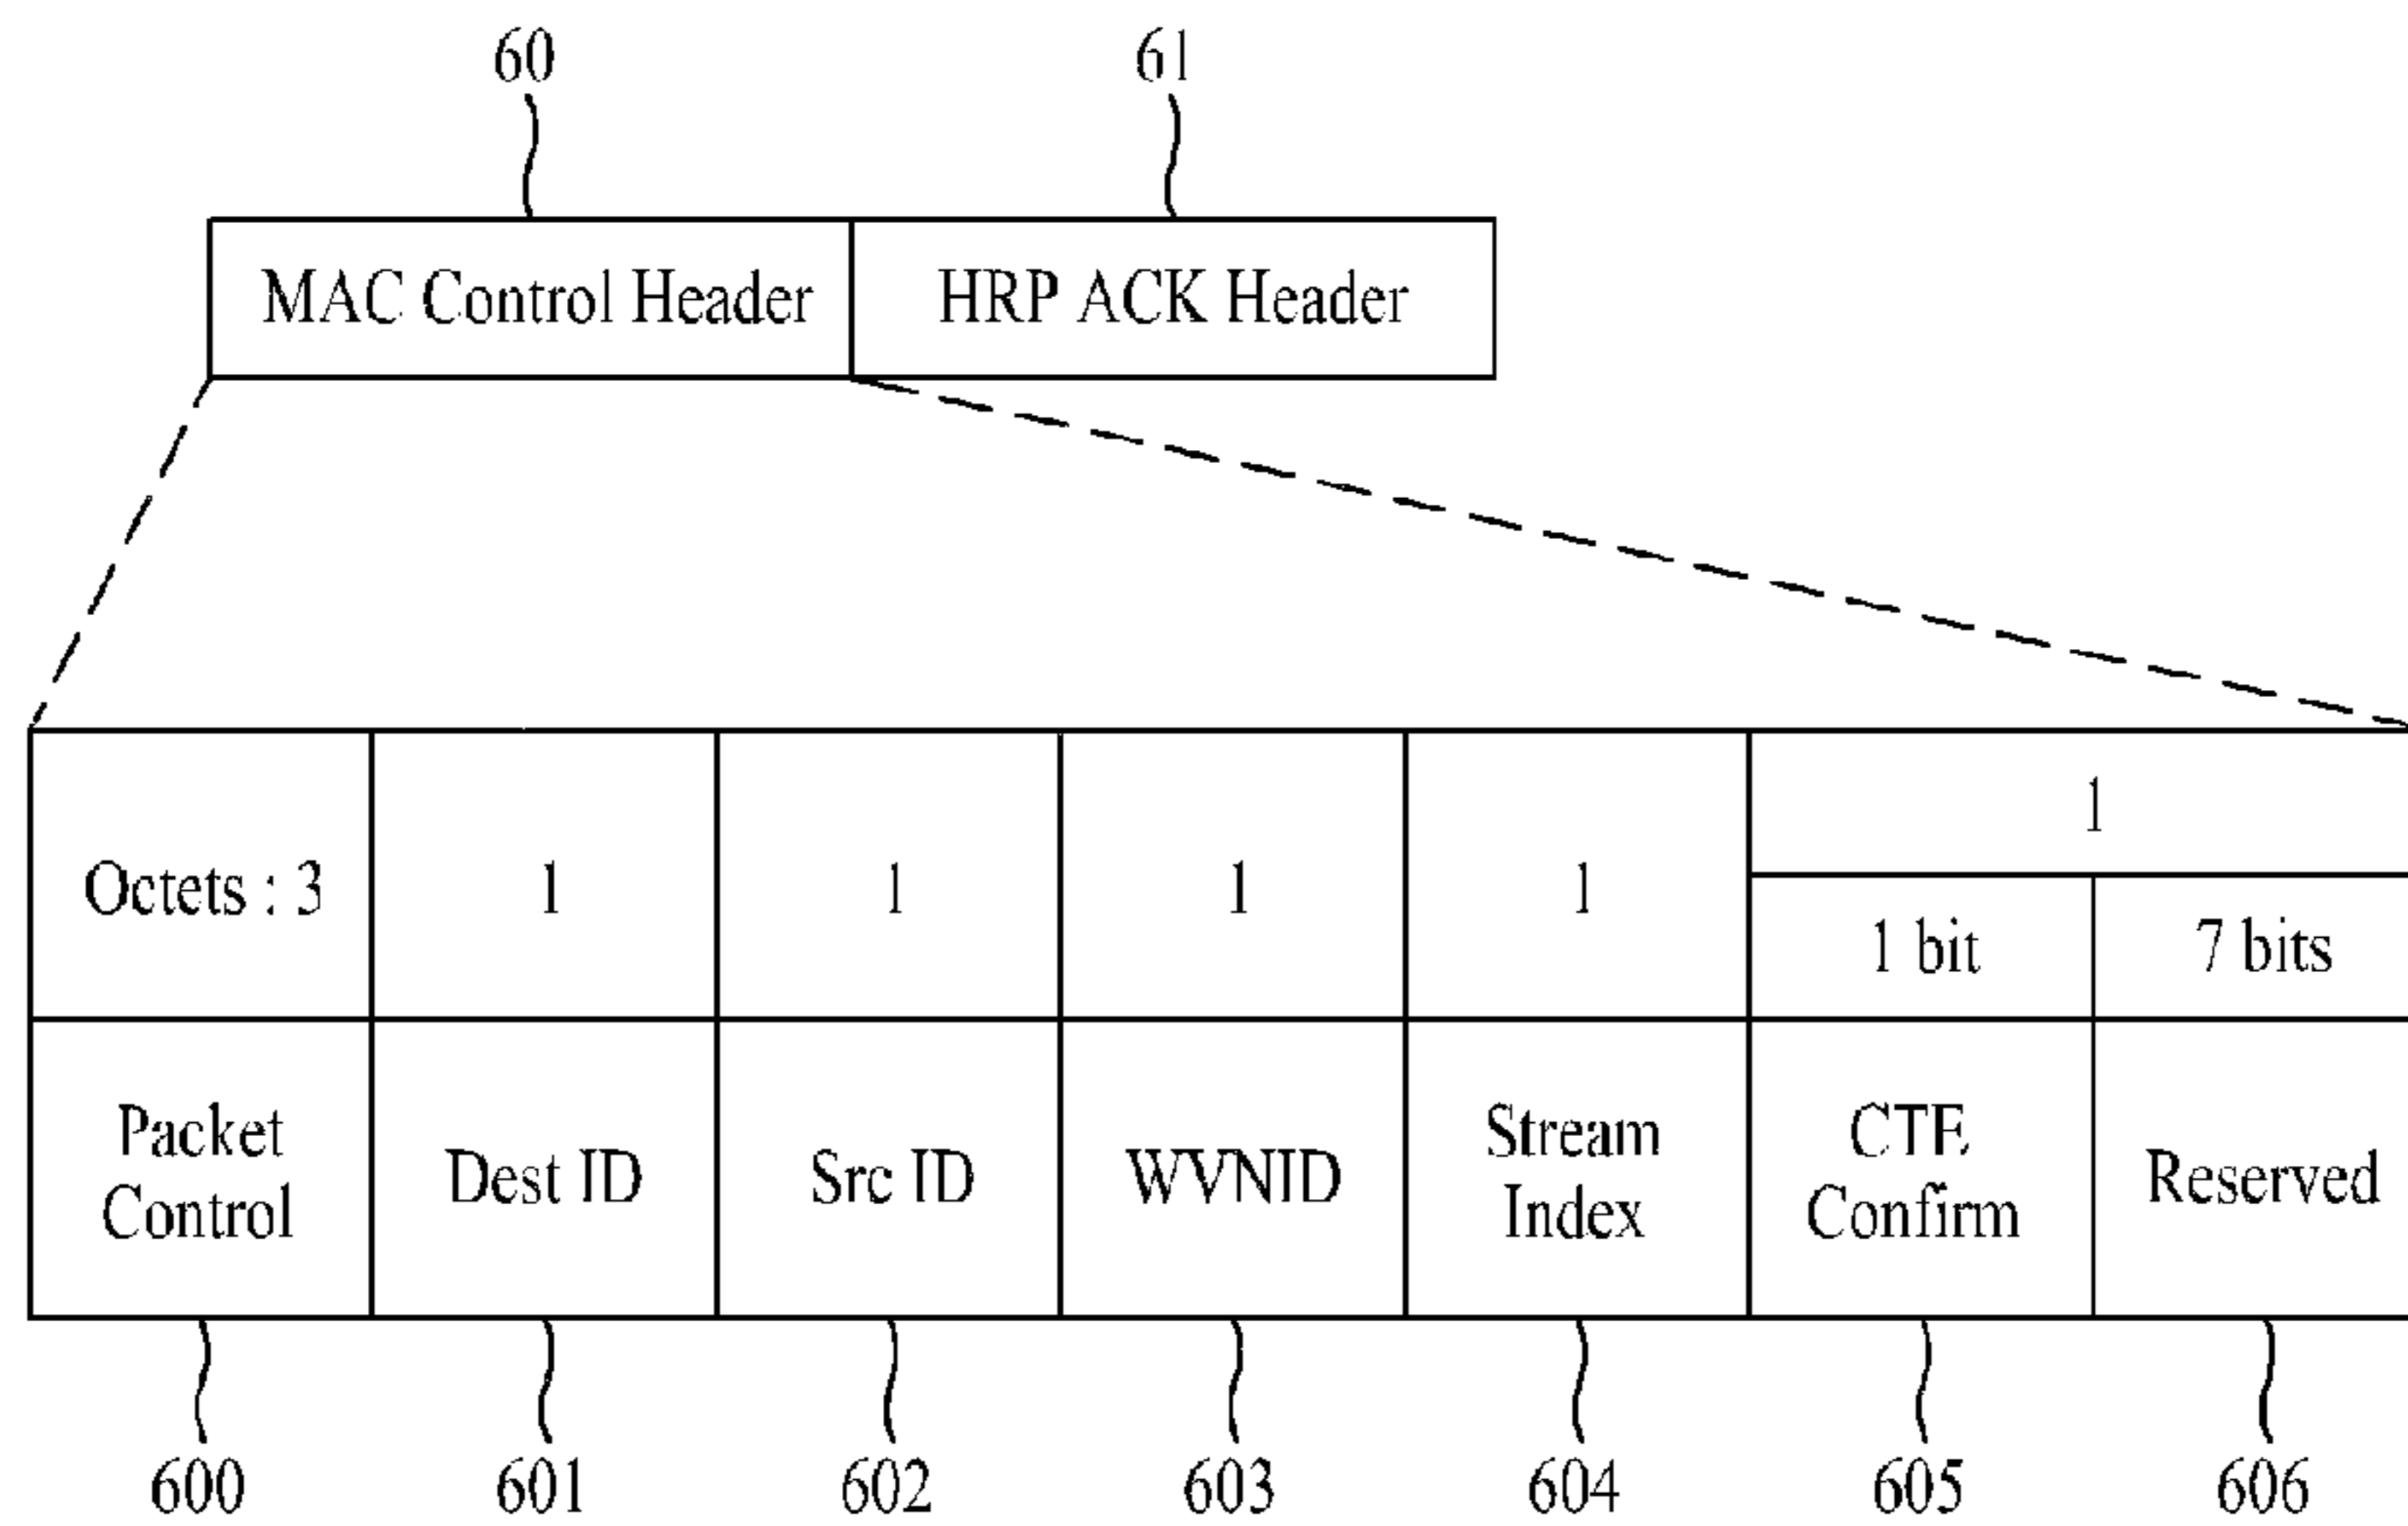 60 61
MAC Control Header HRP ACK Header
Octets : 3 1 1 1 1 1
1 bit 7 bits
Packet Control Dest ID Src ID WVNID Stream Index CTE Confirm Reserved
600 601 602 603 604 605 606